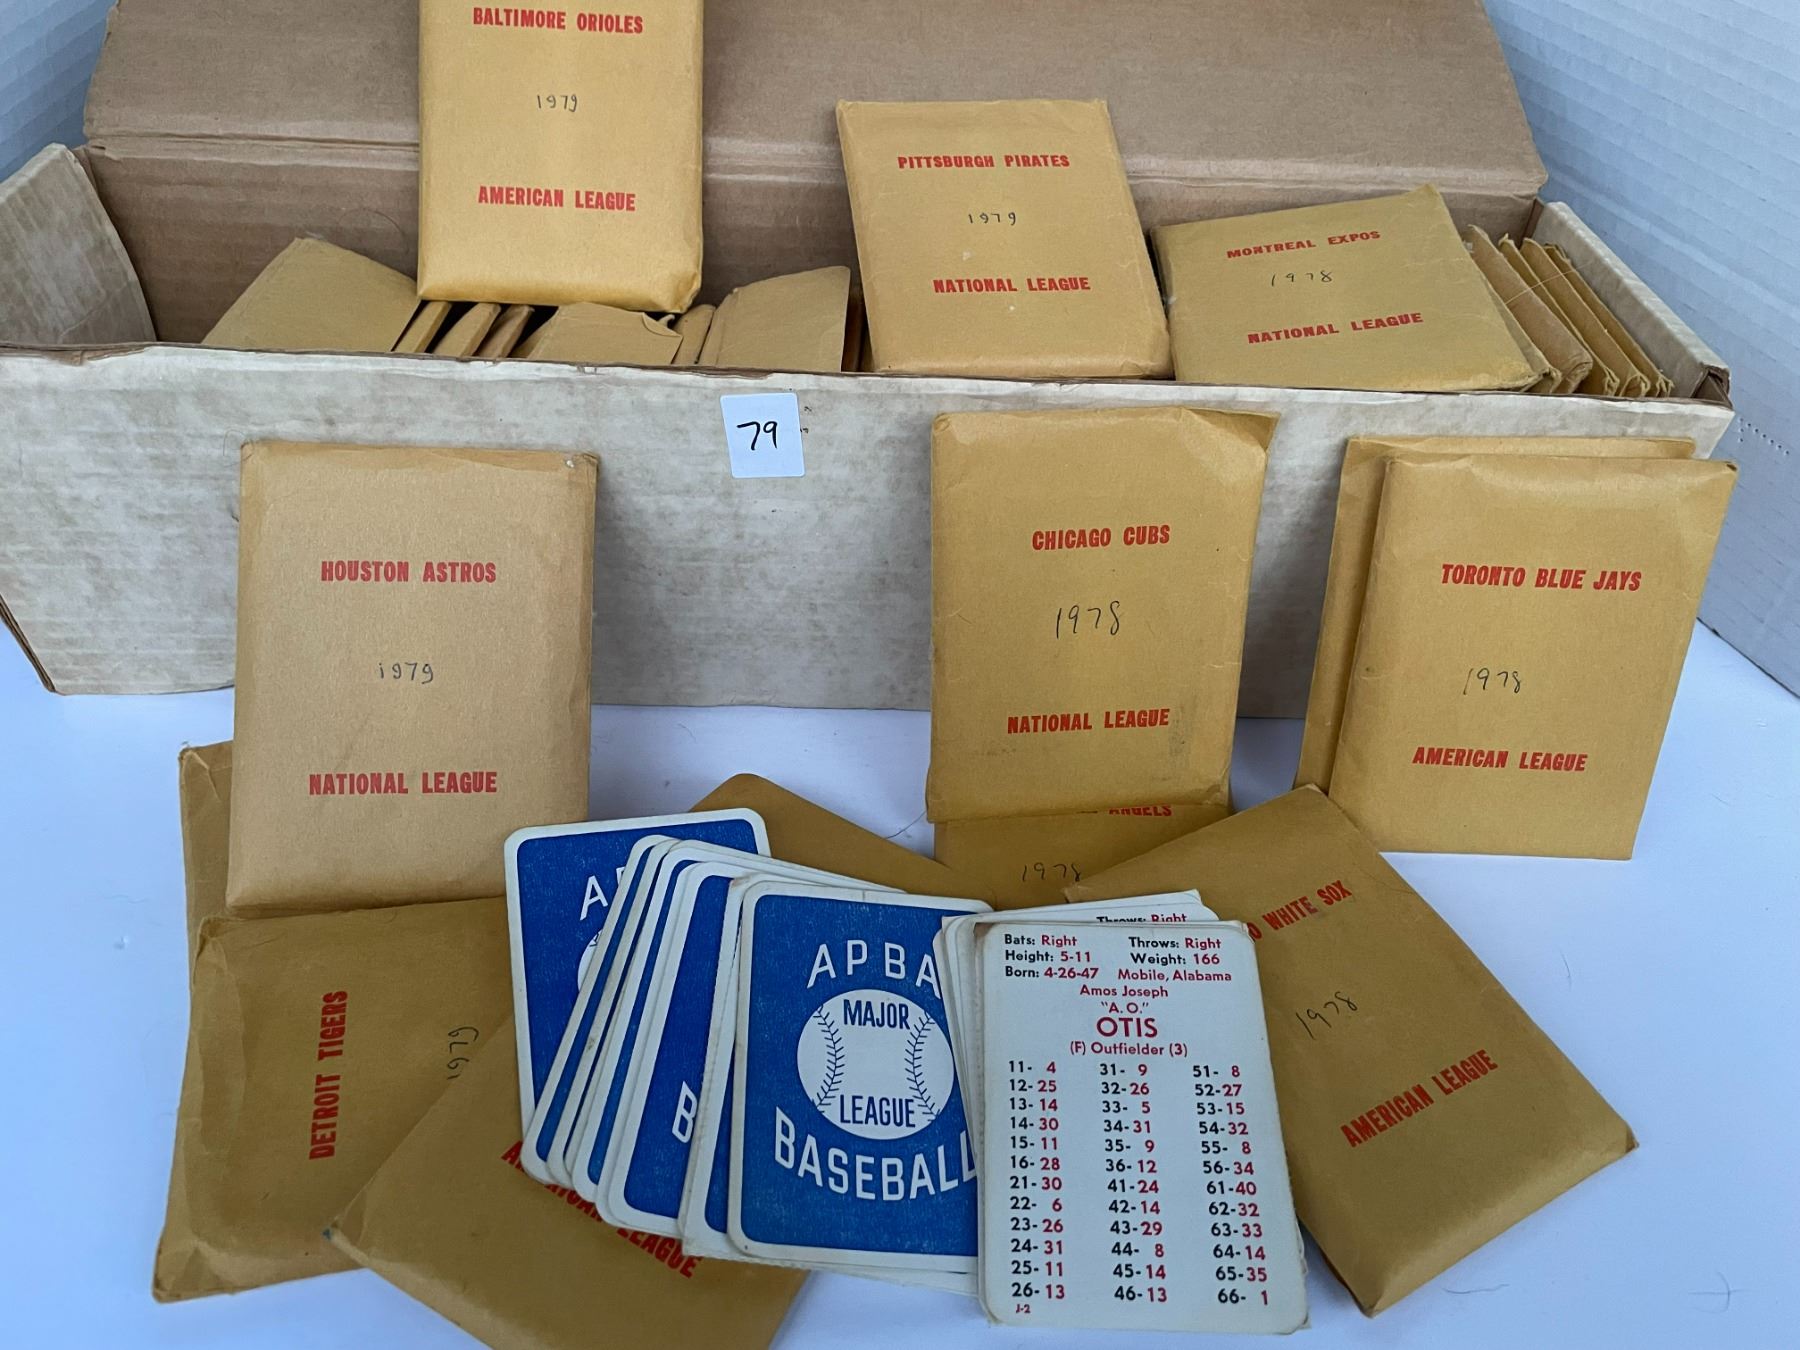 BALTIMORE ORIOLES
1979
AMERICAN LEAGUE
PITTSBURGH PIRATES
1979
NATIONAL LEAGUE
MONTREAL EXPOS
1978
NATIONAL LEAGUE
79
HOUSTON ASTROS
1979
NATIONAL LEAGUE
CHICAGO CUBS
1978
NATIONAL LEAGUE
TORONTO BLUE JAYS
1978
AMERICAN LEAGUE
ANGELS
1978
WHITE SOX
1978
AMERICAN LEAGUE
DETROIT TIGERS
1979
AMERICAN LEAGUE
AP
B
APBA
MAJOR
LEAGUE
BASEBALL
Throws: Right
Bats: Right Throws: Right
Height: 5-11 Weight: 166
Born: 4-26-47 Mobile, Alabama
Amos Joseph
"A. O."
OTIS
(F) Outfielder (3)
11- 4 31- 9 51- 8
12-25 32-26 52-27
13-14 33- 5 53-15
14-30 34-31 54-32
15-11 35- 9 55- 8
16-28 36-12 56-34
21-30 41-24 61-40
22- 6 42-14 62-32
23-26 43-29 63-33
24-31 44- 8 64-14
25-11 45-14 65-35
26-13 46-13 66- 1
J-2